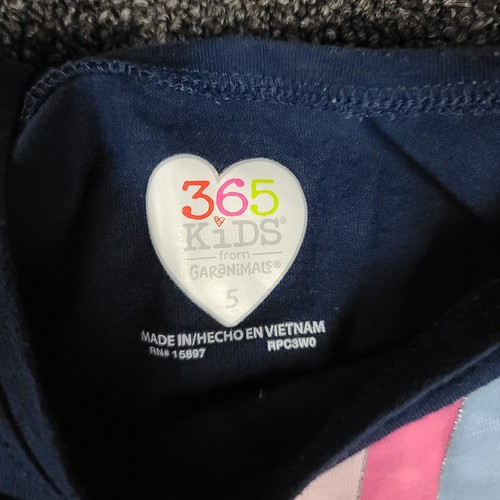 365
KiDS®
from
GARaNiMALS®
5
MADE IN/HECHO EN VIETNAM
RN# 15897 RPC3W0